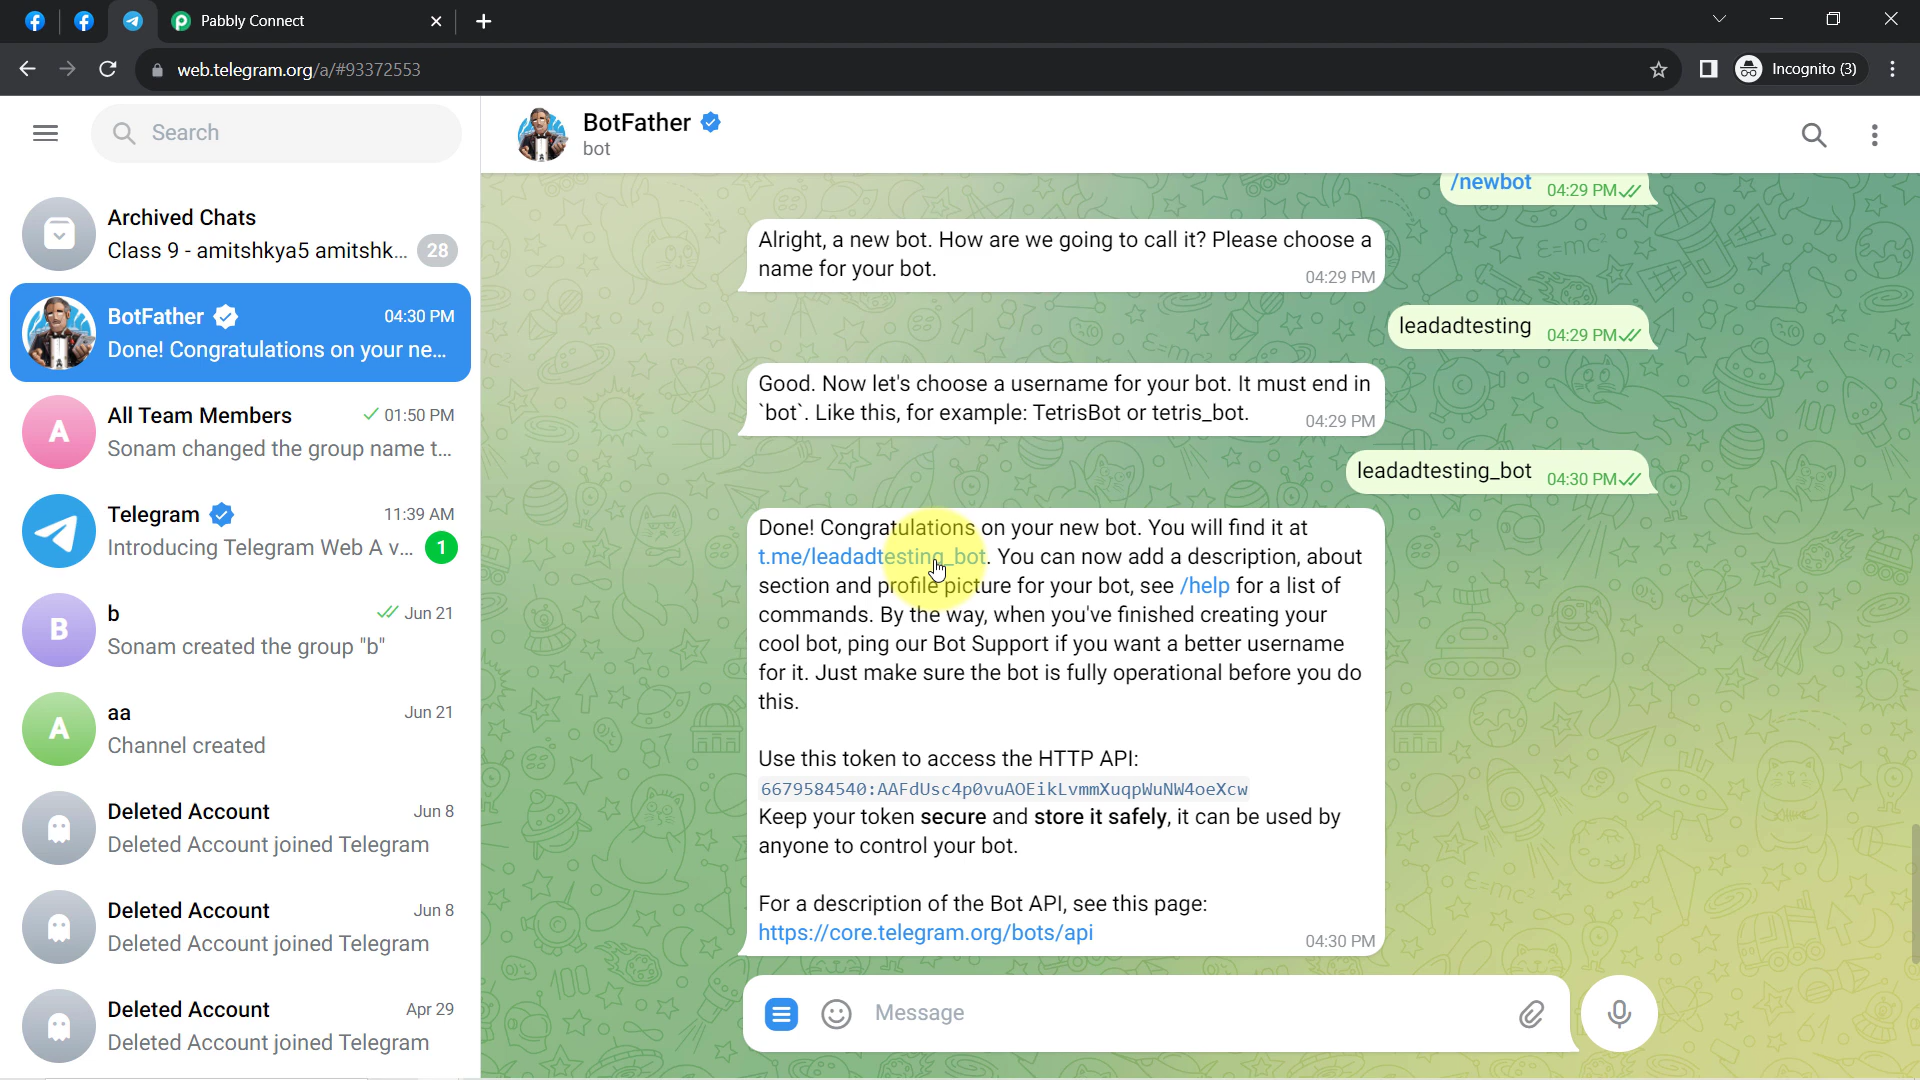 Pabbly Connect
web.telegram.org/a/#93372553
Incognito (3)
Search
BotFather
bot
Archived Chats
Class 9 - amitshkya5 amitshk... 28
BotFather 04:30 PM
Done! Congratulations on your ne...
A
All Team Members 01:50 PM
Sonam changed the group name t...
Telegram 11:39 AM
Introducing Telegram Web A v... 1
B
b Jun 21
Sonam created the group "b"
A
aa Jun 21
Channel created
Deleted Account Jun 8
Deleted Account joined Telegram
Deleted Account Jun 8
Deleted Account joined Telegram
Deleted Account Apr 29
Deleted Account joined Telegram
/newbot 04:29 PM
Alright, a new bot. How are we going to call it? Please choose a
name for your bot. 04:29 PM
leadadtesting 04:29 PM
Good. Now let's choose a username for your bot. It must end in
`bot`. Like this, for example: TetrisBot or tetris_bot. 04:29 PM
leadadtesting_bot 04:30 PM
Done! Congratulations on your new bot. You will find it at
t.me/leadadtesting_bot. You can now add a description, about
section and profile picture for your bot, see /help for a list of
commands. By the way, when you've finished creating your
cool bot, ping our Bot Support if you want a better username
for it. Just make sure the bot is fully operational before you do
this.
Use this token to access the HTTP API:
6679584540:AAFdUsc4p0vuAOEikLvmmXuqpWuNW4oeXcw
Keep your token secure and store it safely, it can be used by
anyone to control your bot.
For a description of the Bot API, see this page:
https://core.telegram.org/bots/api 04:30 PM
Message